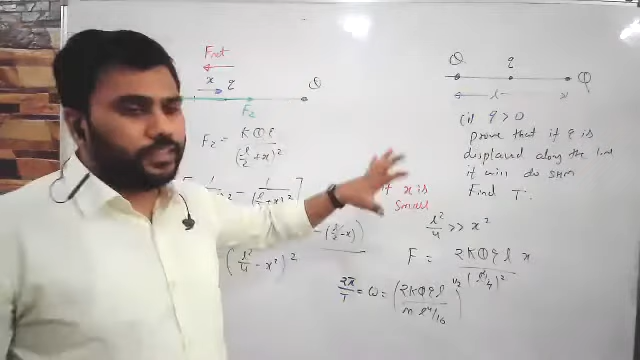 Fnet
x q Q
F2
F2 = KQq
(l/2 + x)^2
Q q Q
l
(i) q > 0
prove that if q is
displaced along the line
it will do SHM
Find T.
if x is
small
l^2/4 >> x^2
(l^2/4 - x^2)^2
F = 2KQql x
(l^2/4)^2
2π/T = ω = (2KQql / m l^4/16)^1/2